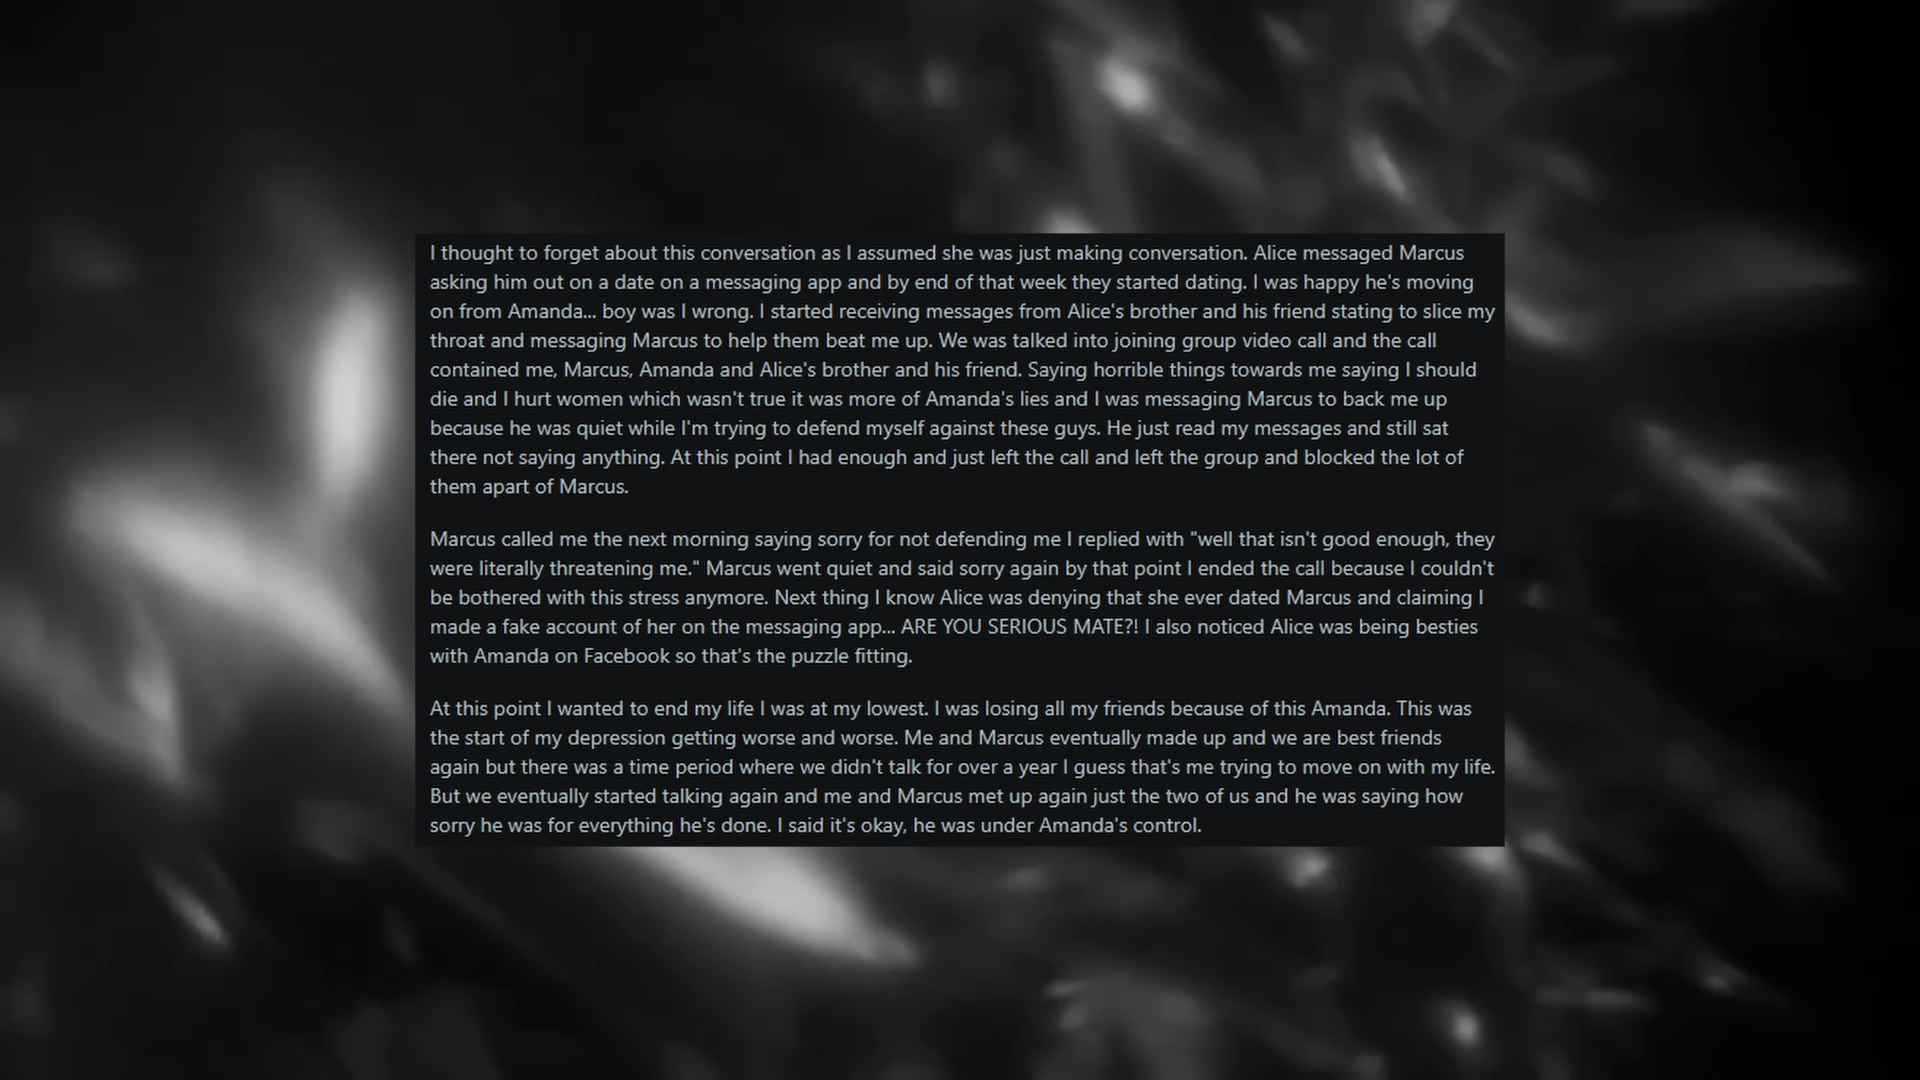 I thought to forget about this conversation as I assumed she was just making conversation. Alice messaged Marcus
asking him out on a date on a messaging app and by end of that week they started dating. I was happy he's moving
on from Amanda... boy was I wrong. I started receiving messages from Alice's brother and his friend stating to slice my
throat and messaging Marcus to help them beat me up. We was talked into joining group video call and the call
contained me, Marcus, Amanda and Alice's brother and his friend. Saying horrible things towards me saying I should
die and I hurt women which wasn't true it was more of Amanda's lies and I was messaging Marcus to back me up
because he was quiet while I'm trying to defend myself against these guys. He just read my messages and still sat
there not saying anything. At this point I had enough and just left the call and left the group and blocked the lot of
them apart of Marcus.
Marcus called me the next morning saying sorry for not defending me I replied with "well that isn't good enough, they
were literally threatening me." Marcus went quiet and said sorry again by that point I ended the call because I couldn't
be bothered with this stress anymore. Next thing I know Alice was denying that she ever dated Marcus and claiming I
made a fake account of her on the messaging app... ARE YOU SERIOUS MATE?! I also noticed Alice was being besties
with Amanda on Facebook so that's the puzzle fitting.
At this point I wanted to end my life I was at my lowest. I was losing all my friends because of this Amanda. This was
the start of my depression getting worse and worse. Me and Marcus eventually made up and we are best friends
again but there was a time period where we didn't talk for over a year I guess that's me trying to move on with my life.
But we eventually started talking again and me and Marcus met up again just the two of us and he was saying how
sorry he was for everything he's done. I said it's okay, he was under Amanda's control.